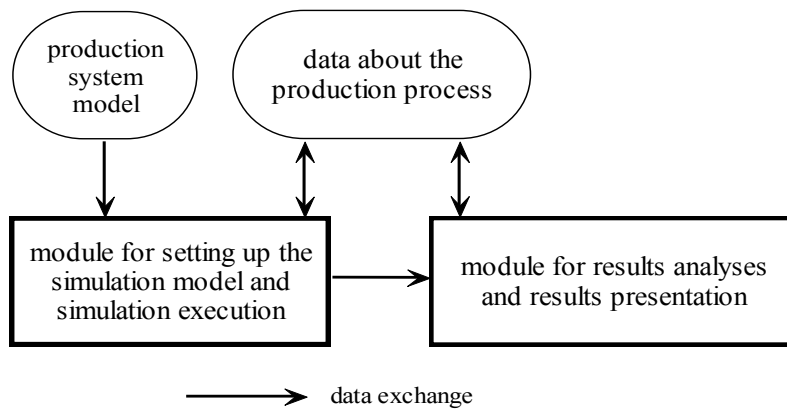 production
system
model
data about the
production process
module for setting up the
simulation model and
simulation execution
module for results analyses
and results presentation
data exchange